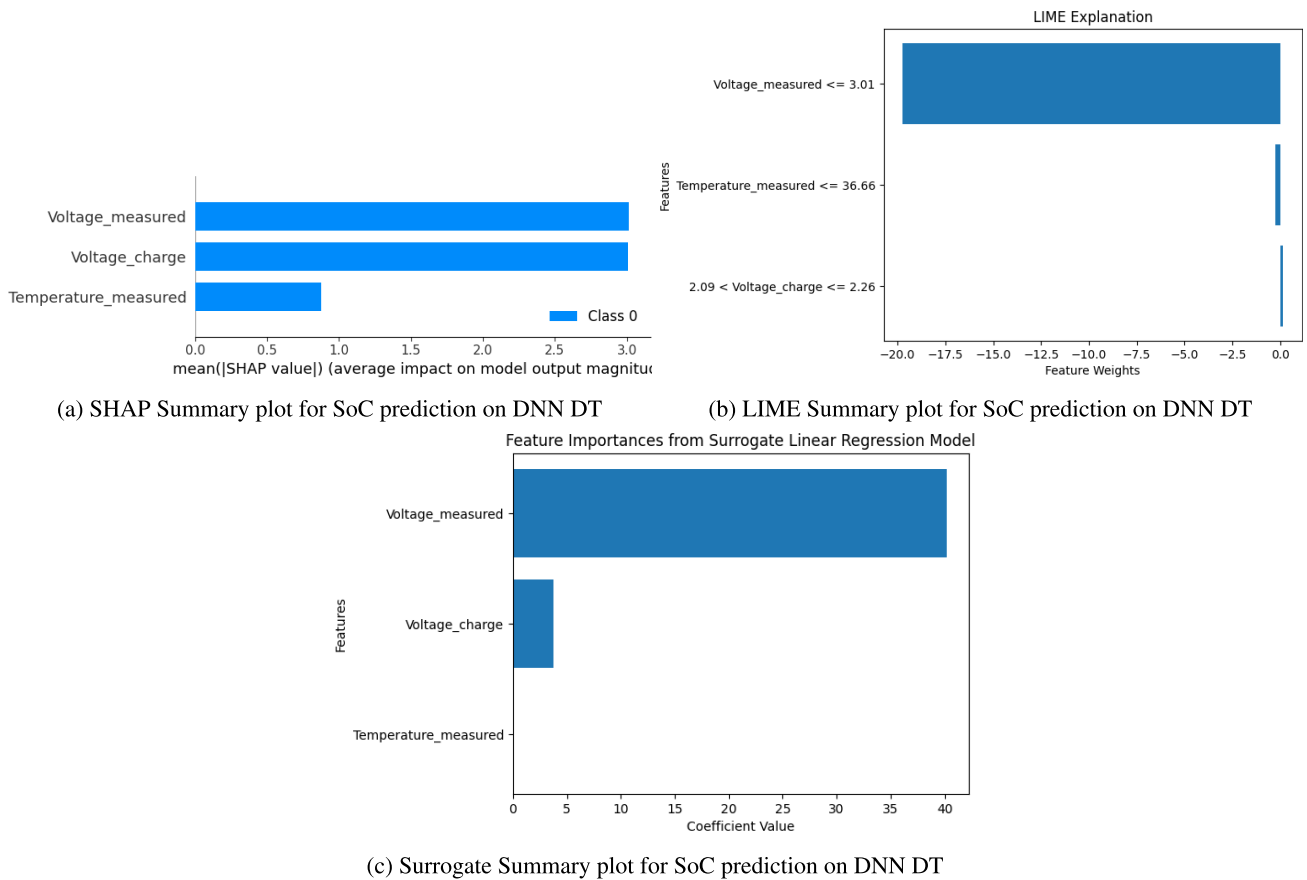 Voltage_measured
Voltage_charge
Temperature_measured
Class 0
0.0 0.5 1.0 1.5 2.0 2.5 3.0
mean(|SHAP value|) (average impact on model output magnitud
(a) SHAP Summary plot for SoC prediction on DNN DT
LIME Explanation
Features
Voltage_measured <= 3.01
Temperature_measured <= 36.66
2.09 < Voltage_charge <= 2.26
−20.0 −17.5 −15.0 −12.5 −10.0 −7.5 −5.0 −2.5 0.0
Feature Weights
(b) LIME Summary plot for SoC prediction on DNN DT
Feature Importances from Surrogate Linear Regression Model
Features
Voltage_measured
Voltage_charge
Temperature_measured
0 5 10 15 20 25 30 35 40
Coefficient Value
(c) Surrogate Summary plot for SoC prediction on DNN DT